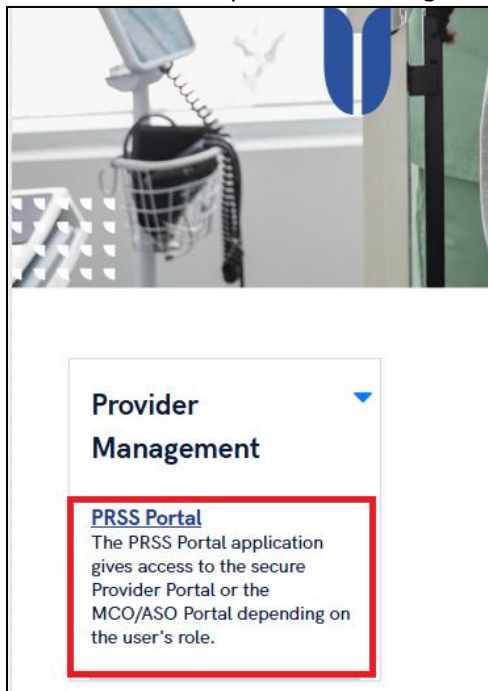 Provider
Management
PRSS Portal
The PRSS Portal application
gives access to the secure
Provider Portal or the
MCO/ASO Portal depending on
the user's role.